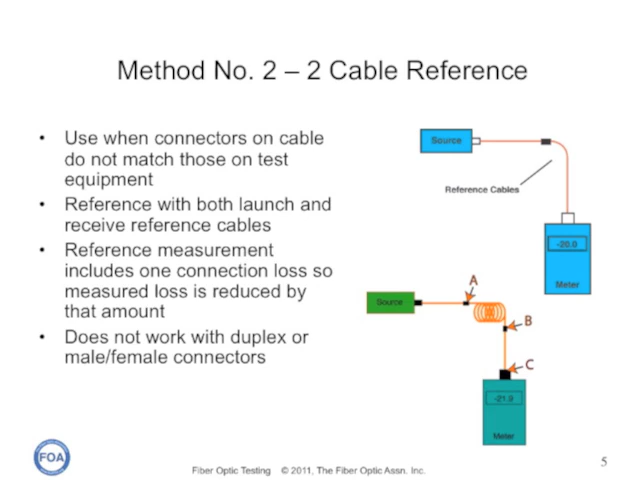 Method No. 2 – 2 Cable Reference
• Use when connectors on cable
do not match those on test
equipment
• Reference with both launch and
receive reference cables
• Reference measurement
includes one connection loss so
measured loss is reduced by
that amount
• Does not work with duplex or
male/female connectors
Source
Reference Cables
-20.0
Meter
A
Source
B
C
-21.0
Meter
FOA
Fiber Optic Testing © 2011, The Fiber Optic Assn. Inc.
5